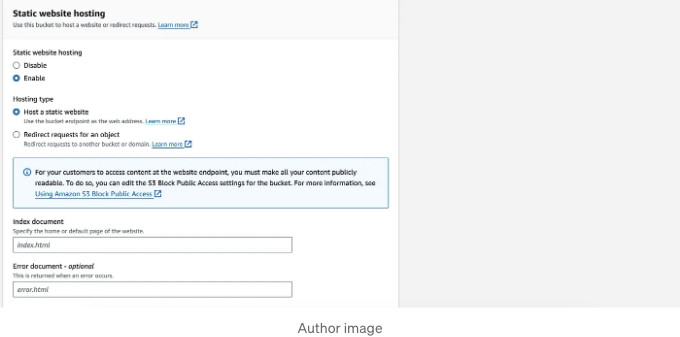 Static website hosting
Use this bucket to host a website or redirect requests. Learn more
Static website hosting
Disable
Enable
Hosting type
Host a static website
Use the bucket endpoint as the web address. Learn more
Redirect requests for an object
Redirect requests to another bucket or domain. Learn more
For your customers to access content at the website endpoint, you must make all your content publicly
readable. To do so, you can edit the S3 Block Public Access settings for the bucket. For more information, see
Using Amazon S3 Block Public Access
Index document
Specify the home or default page of the website.
index.html
Error document - optional
This is returned when an error occurs.
error.html
Author image